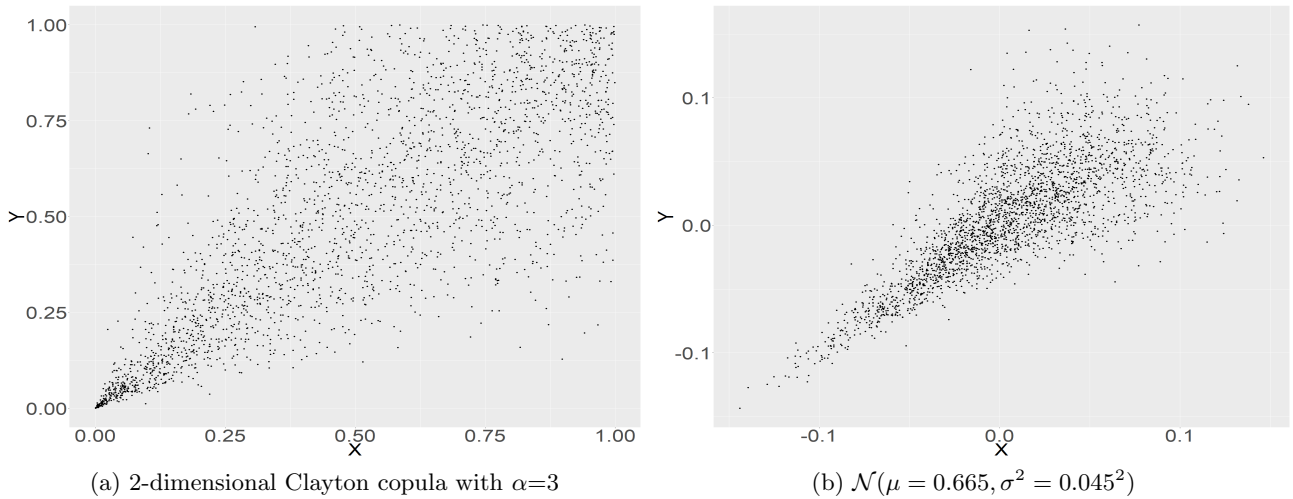 1.00
0.75
Y
0.50
0.25
0.00
0.00
0.25
0.50
0.75
1.00
X
(a) 2-dimensional Clayton copula with α=3
0.1
Y
0.0
-0.1
-0.1
0.0
0.1
X
(b) 𝒩(μ = 0.665, σ² = 0.045²)